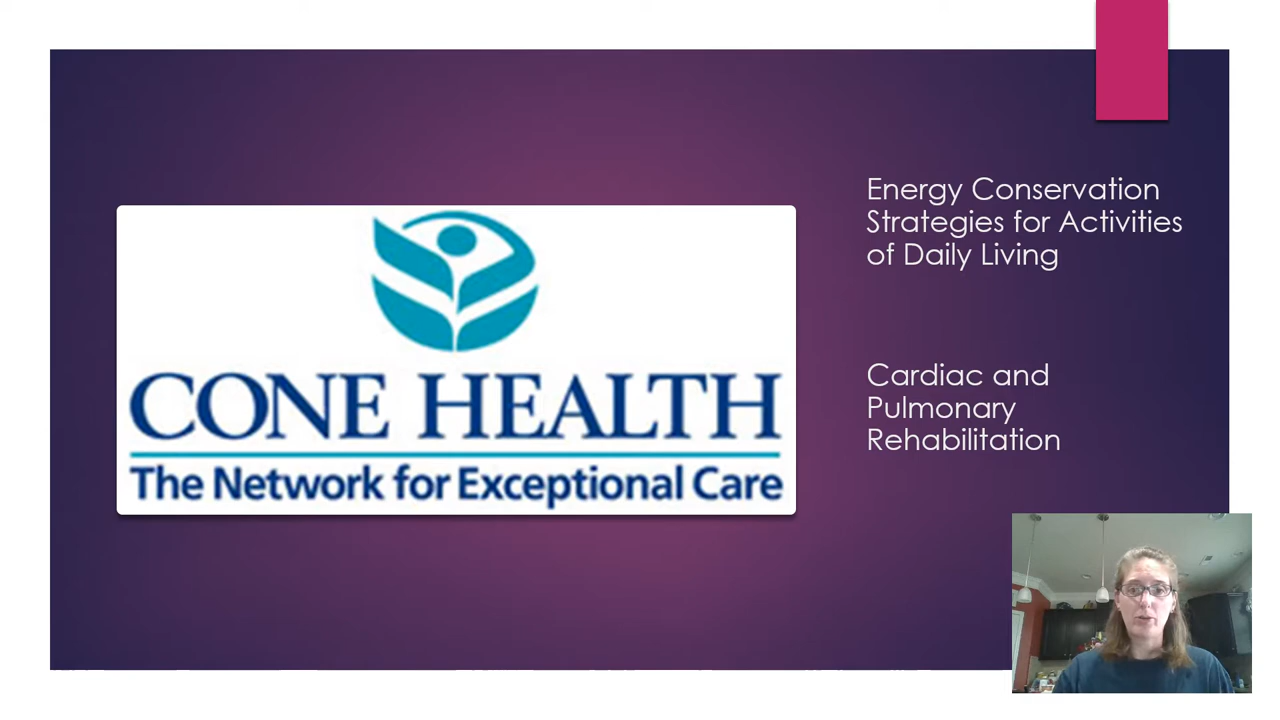 CONE HEALTH
The Network for Exceptional Care
Energy Conservation
Strategies for Activities
of Daily Living
Cardiac and
Pulmonary
Rehabilitation